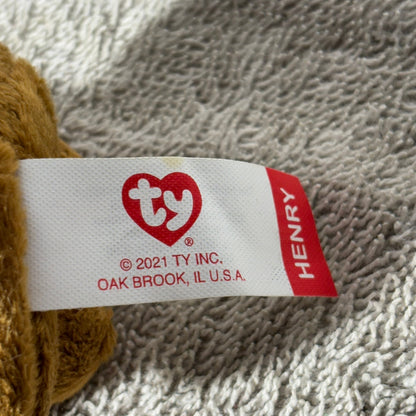 ty®
© 2021 TY INC.
OAK BROOK, IL U.S.A.
HENRY